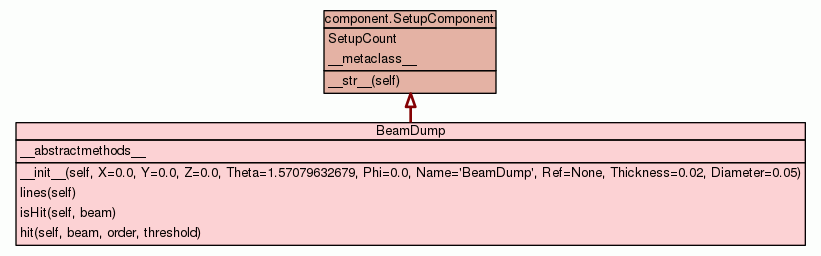 component.SetupComponent
SetupCount
__metaclass__
__str__(self)
BeamDump
__abstractmethods__
__init__(self, X=0.0, Y=0.0, Z=0.0, Theta=1.57079632679, Phi=0.0, Name='BeamDump', Ref=None, Thickness=0.02, Diameter=0.05)
lines(self)
isHit(self, beam)
hit(self, beam, order, threshold)